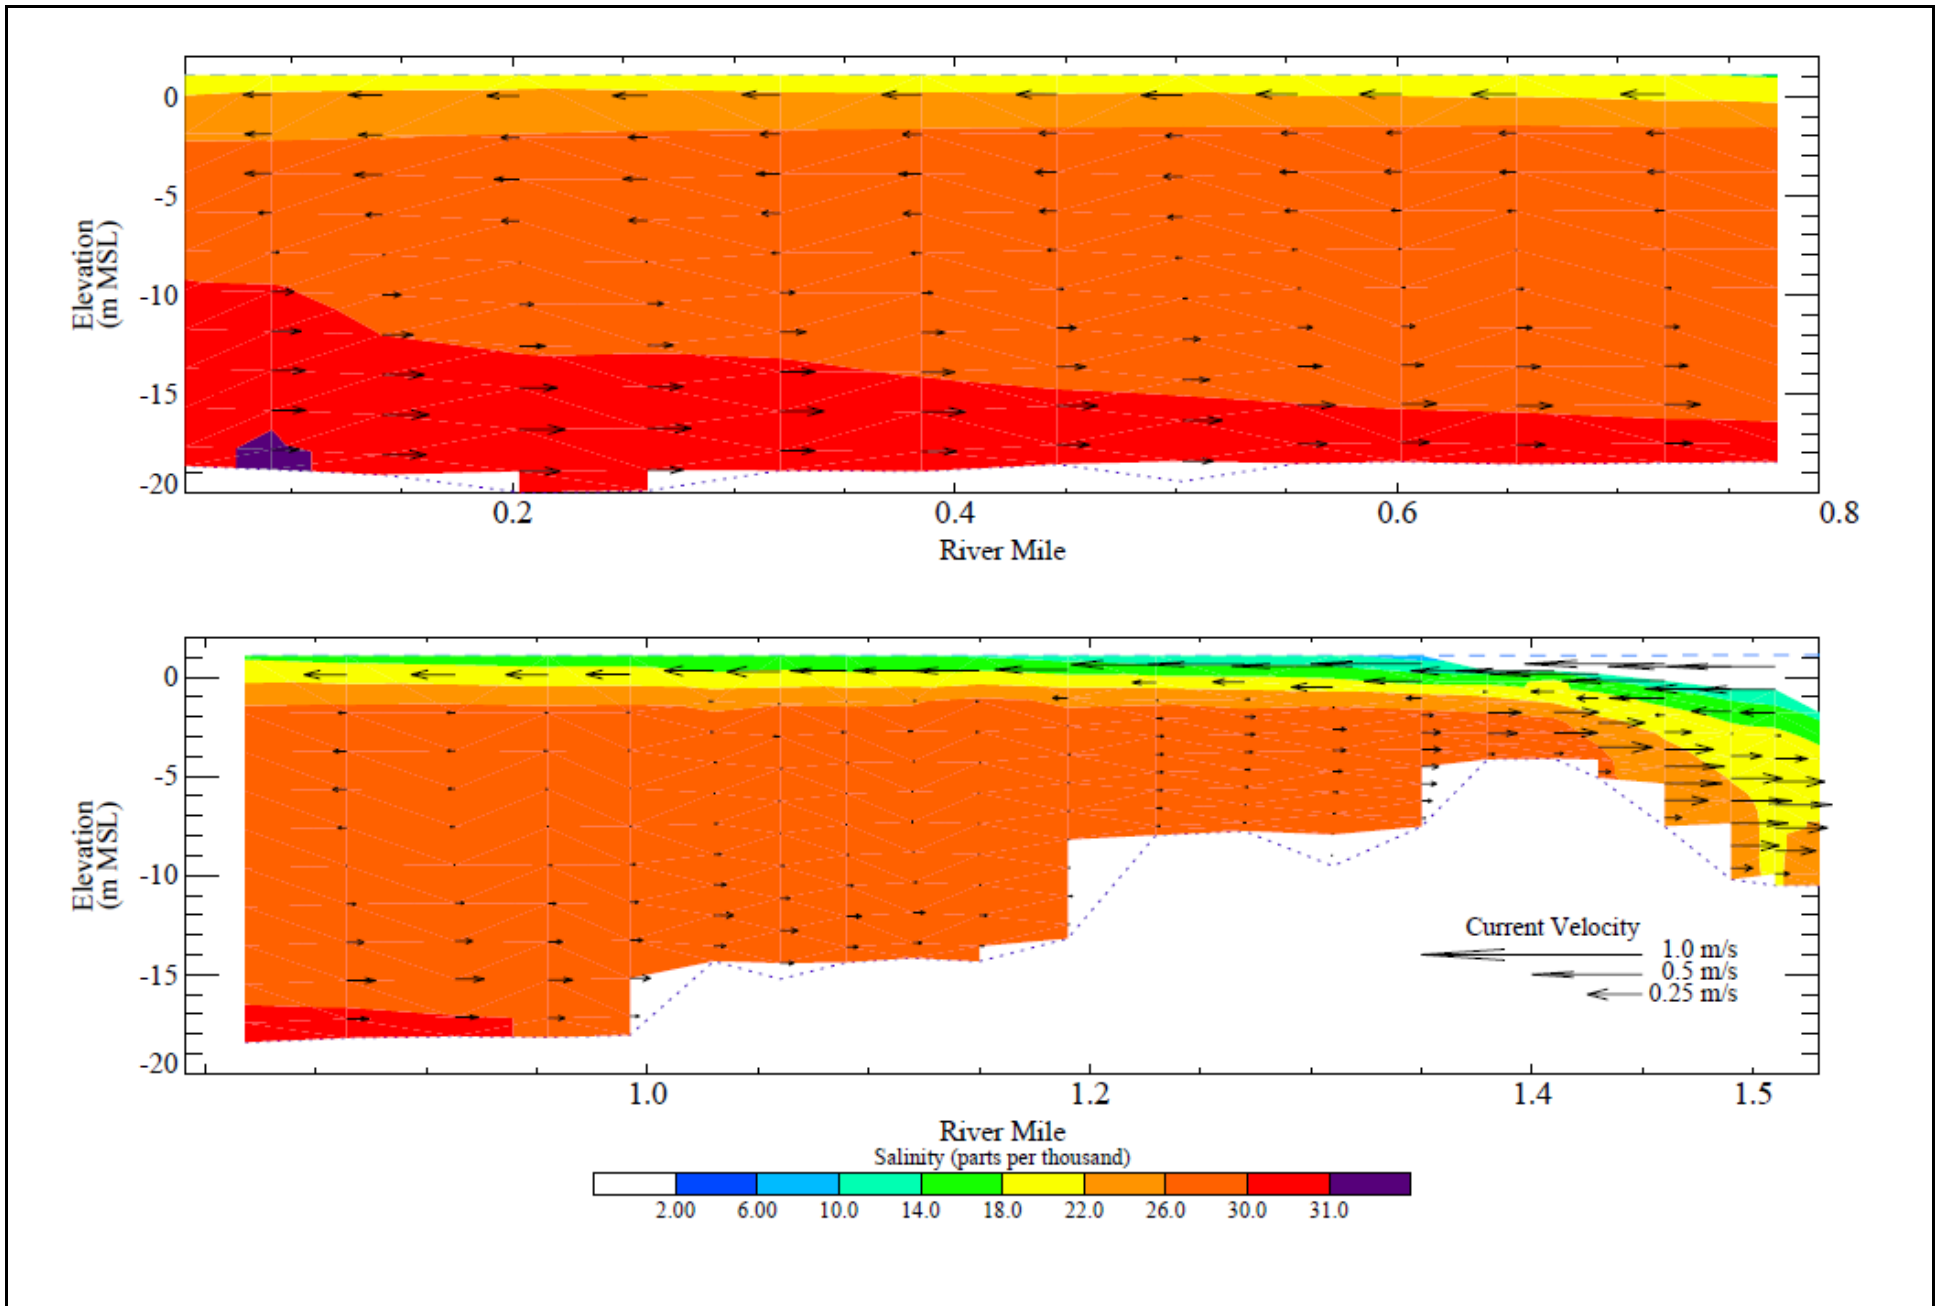 0
-5
-10
-15
-20
Elevation
(m MSL)
0.2 0.4 0.6 0.8
River Mile
0
-5
-10
-15
-20
Elevation
(m MSL)
Current Velocity
1.0 m/s
0.5 m/s
0.25 m/s
1.0 1.2 1.4 1.5
River Mile
Salinity (parts per thousand)
2.00 6.00 10.0 14.0 18.0 22.0 26.0 30.0 31.0